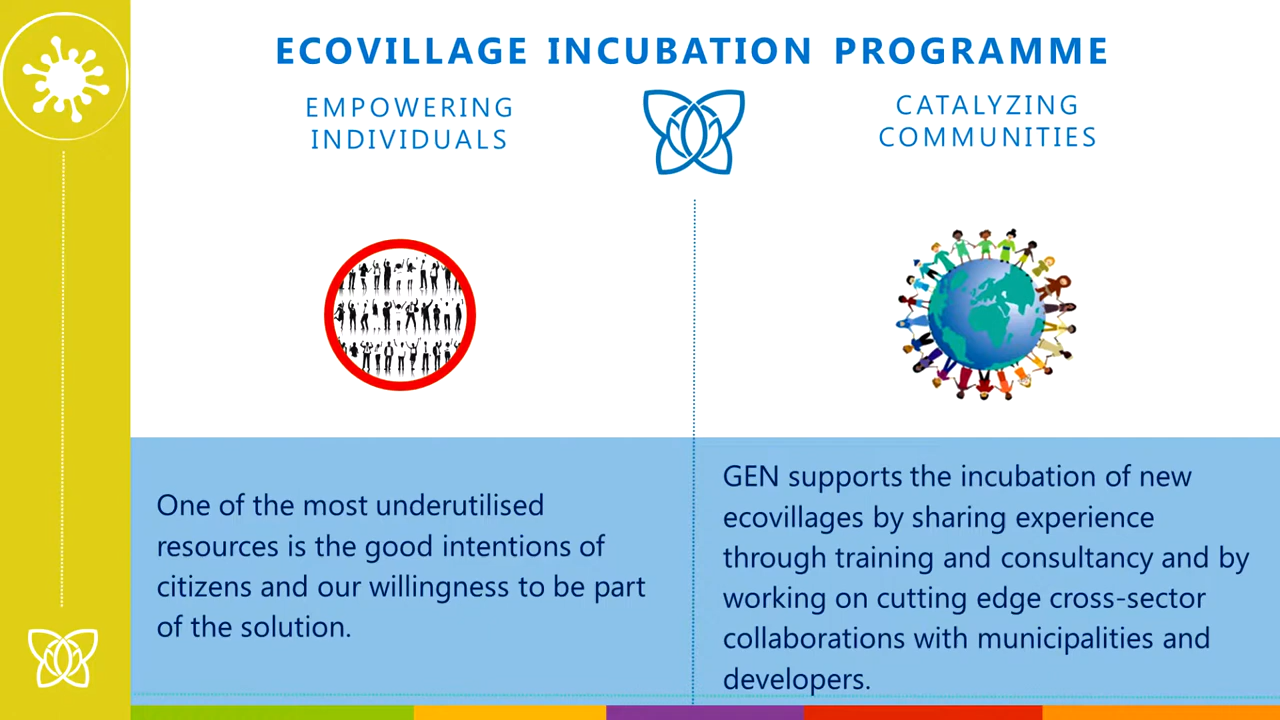 ECOVILLAGE INCUBATION PROGRAMME
EMPOWERING
INDIVIDUALS
CATALYZING
COMMUNITIES
One of the most underutilised
resources is the good intentions of
citizens and our willingness to be part
of the solution.
GEN supports the incubation of new
ecovillages by sharing experience
through training and consultancy and by
working on cutting edge cross-sector
collaborations with municipalities and
developers.